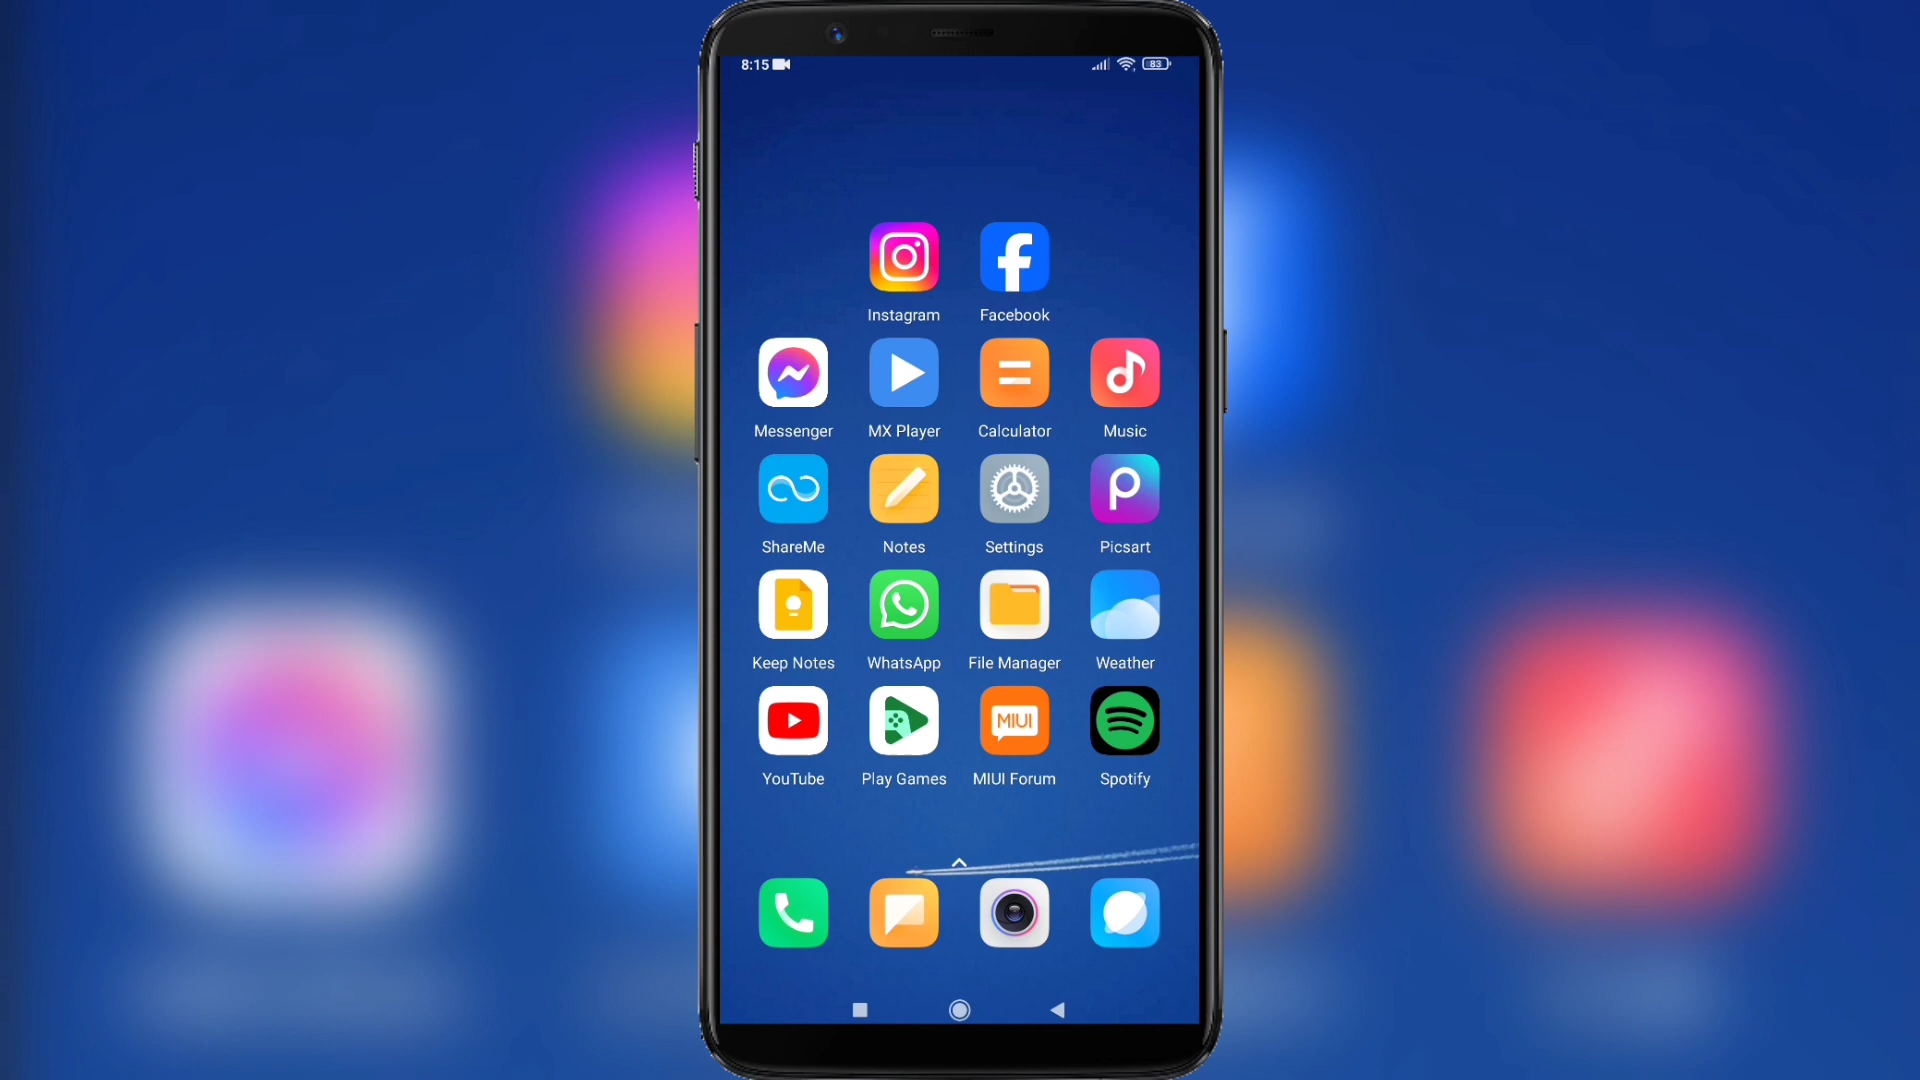 8:15 83
Instagram Facebook
Messenger MX Player Calculator Music
ShareMe Notes Settings Picsart
Keep Notes WhatsApp File Manager Weather
MIUI
YouTube Play Games MIUI Forum Spotify